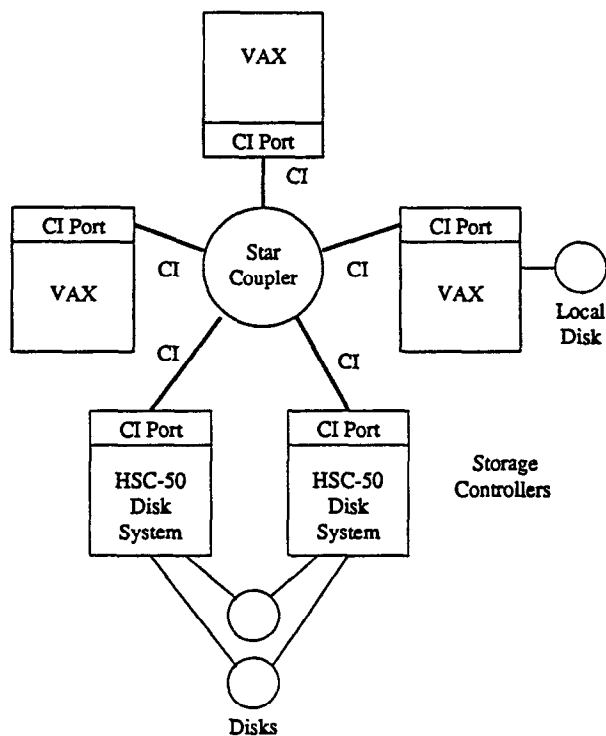 VAX
CI Port
CI
CI Port
VAX
CI
Star
Coupler
CI Port
VAX
CI
Local
Disk
CI
CI
CI Port
HSC-50
Disk
System
CI Port
HSC-50
Disk
System
Storage
Controllers
Disks